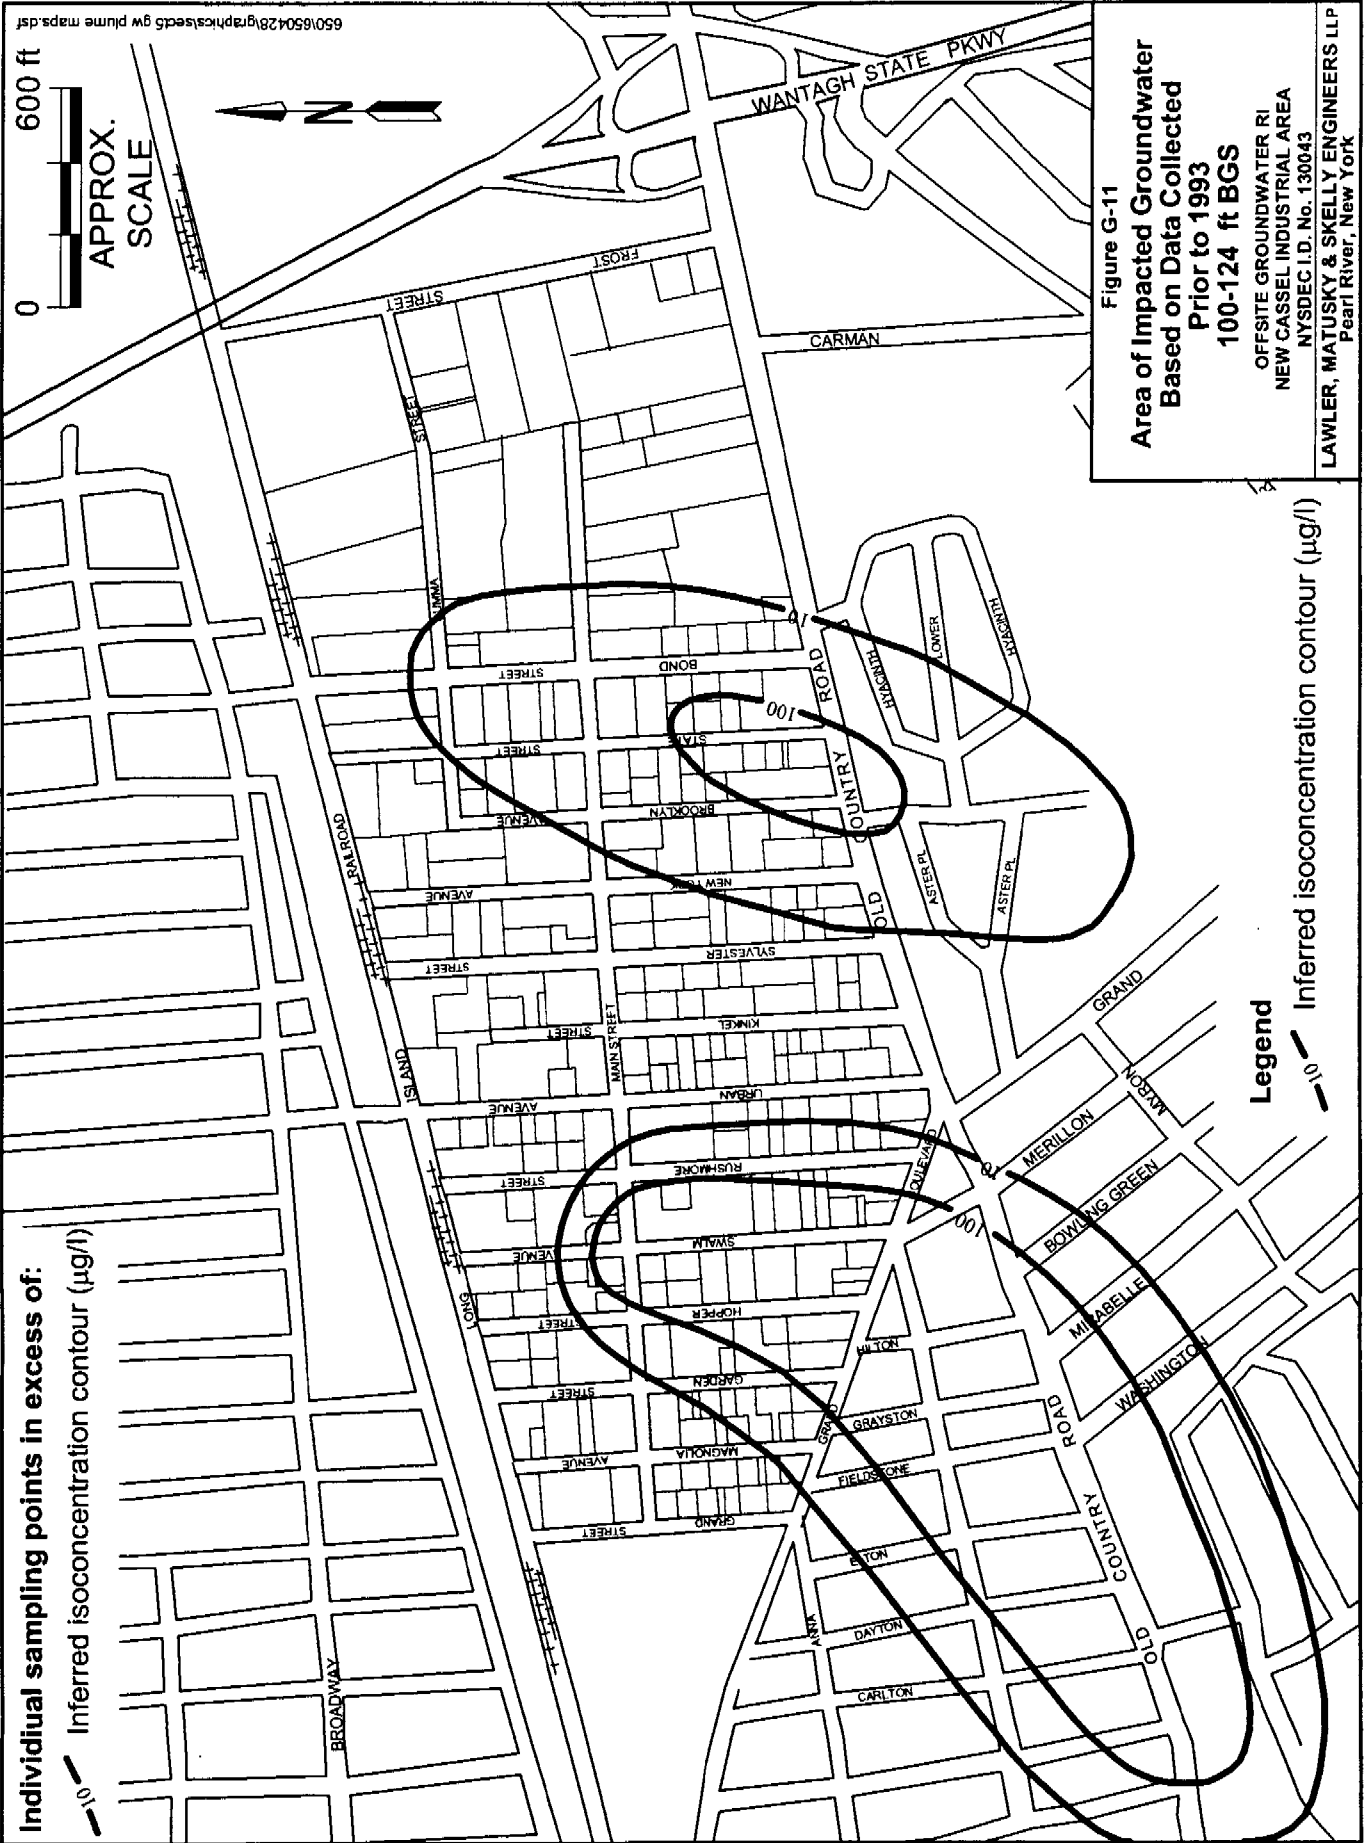 Individiual sampling points in excess of:
10 Inferred isoconcentration contour (µg/l)
0 600 ft
APPROX.
SCALE
N
650\650428\graphics\sec5 gw plume maps.dsf
BROADWAY
LONG
ISLAND
RAILROAD
WANTAGH STATE PKWY
FROST
STREET
CARMAN
STREET
UMMA
BOND
STREET
STATE
STREET
BROOKLYN
AVENUE
NEW YORK
AVENUE
SYLVESTER
STREET
KINKEL
STREET
MAIN STREET
URBAN
AVENUE
RUSHMORE
STREET
SWALM
VENUE
HOPPER
STREET
GARDEN
STREET
MAGNOLIA
AVENUE
GRAND
STREET
10
100
10
100
OLD
COUNTRY
ROAD
HYACINTH
LOWER
HYACINTH
ASTER PL
ASTER PL
GRAND
MYRON
MERILLON
BOWLING GREEN
MIRABELLE
WASHINGTON
OULEVARD
GRAND
HILTON
GRAYSTON
FIELDSTONE
ELTON
ANNA
DAYTON
CARLTON
OLD
COUNTRY
ROAD
Legend
10 Inferred isoconcentration contour (µg/l)
Figure G-11
Area of Impacted Groundwater
Based on Data Collected
Prior to 1993
100-124 ft BGS
OFFSITE GROUNDWATER RI
NEW CASSEL INDUSTRIAL AREA
NYSDEC I.D. No. 130043
LAWLER, MATUSKY & SKELLY ENGINEERS LLP
Pearl River, New York